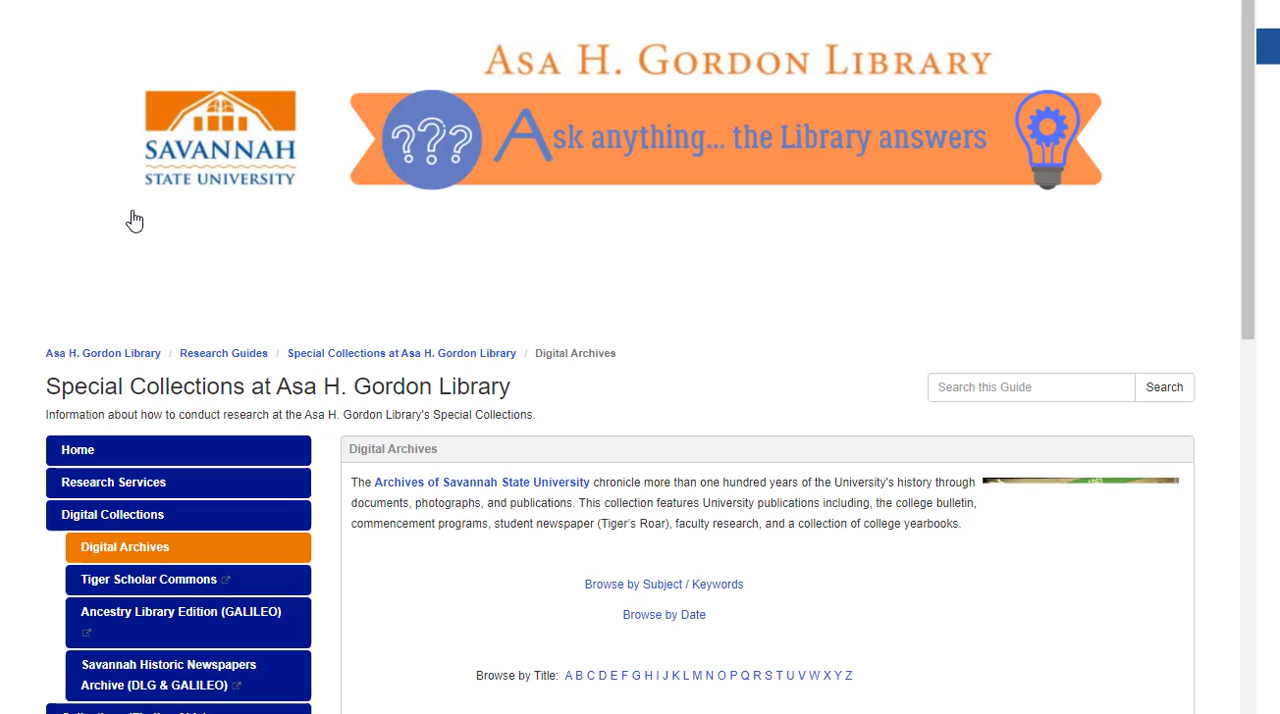 Asa H. Gordon Library
??? Ask anything... the Library answers
SAVANNAH
STATE UNIVERSITY
Asa H. Gordon Library / Research Guides / Special Collections at Asa H. Gordon Library / Digital Archives
Special Collections at Asa H. Gordon Library
Search this Guide Search
Information about how to conduct research at the Asa H. Gordon Library's Special Collections.
Home
Research Services
Digital Collections
Digital Archives
Tiger Scholar Commons
Ancestry Library Edition (GALILEO)
Savannah Historic Newspapers
Archive (DLG & GALILEO)
Digital Archives
The Archives of Savannah State University chronicle more than one hundred years of the University's history through
documents, photographs, and publications. This collection features University publications including, the college bulletin,
commencement programs, student newspaper (Tiger's Roar), faculty research, and a collection of college yearbooks.
Browse by Subject / Keywords
Browse by Date
Browse by Title: A B C D E F G H I J K L M N O P Q R S T U V W X Y Z